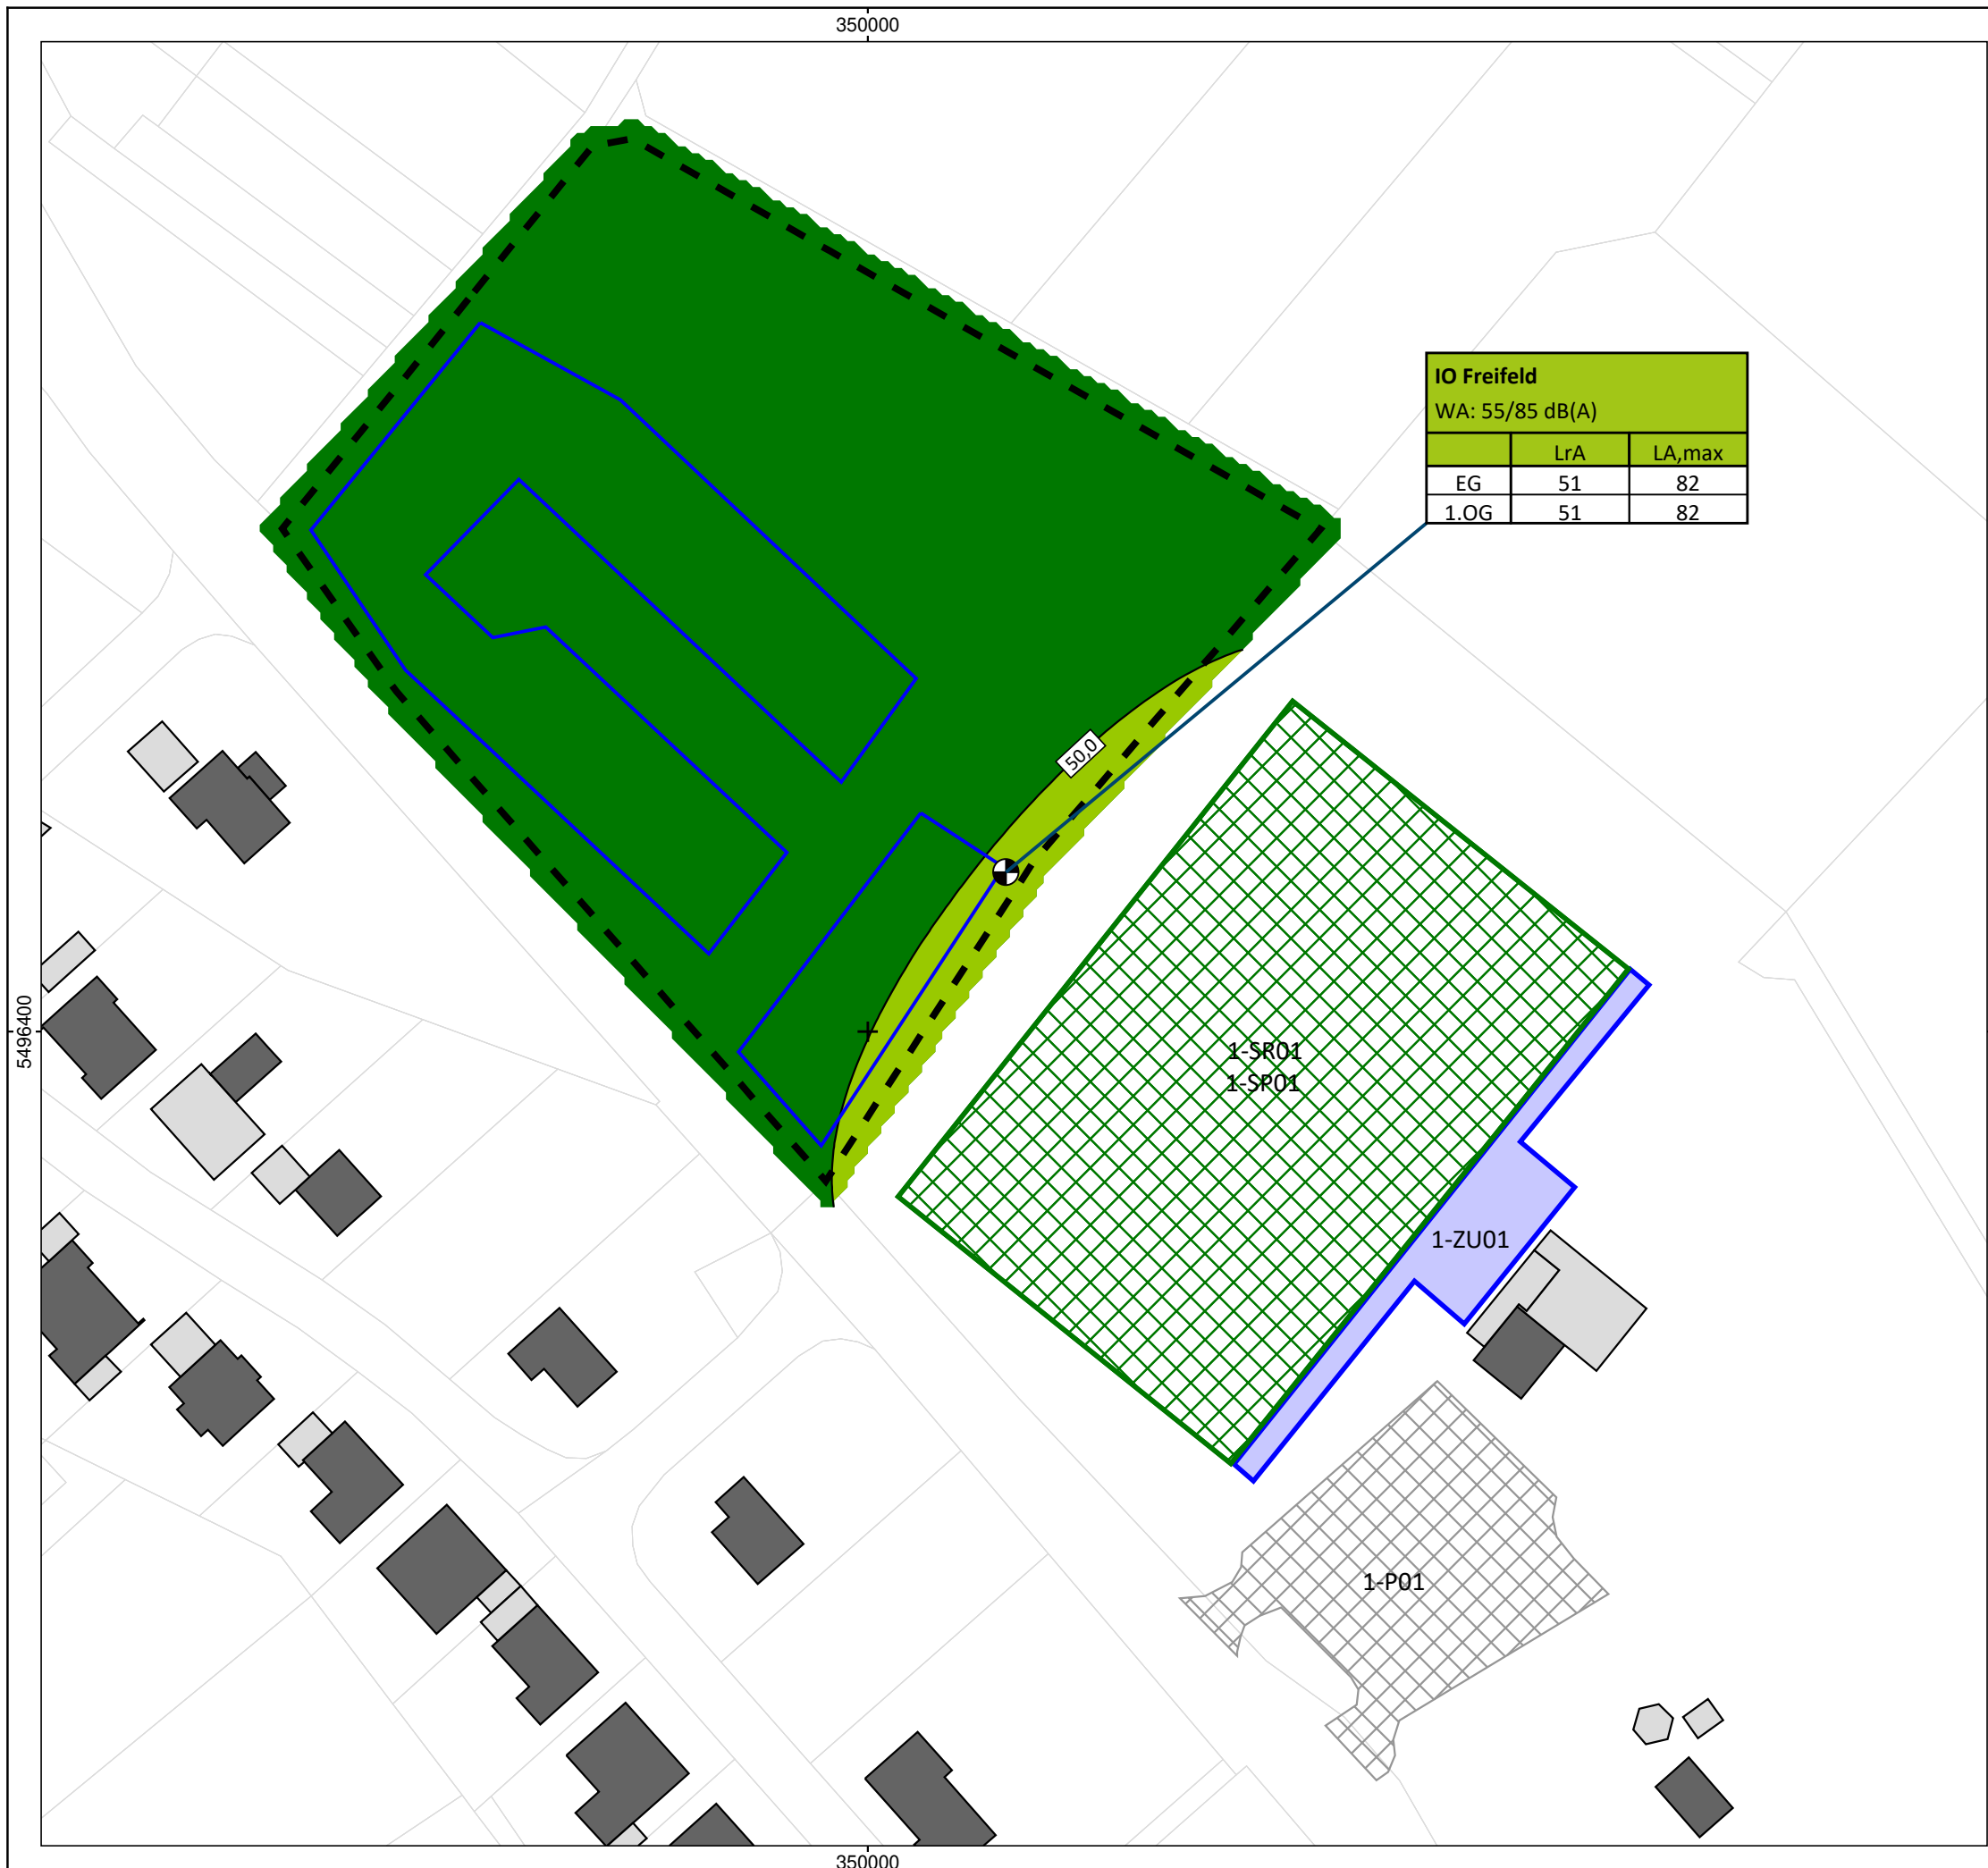 350000
IO Freifeld
WA: 55/85 dB(A)
LrA LA,max
EG 51 82
1.OG 51 82
50,0
5496400
1-SR01
1-SP01
1-ZU01
1-P01
350000